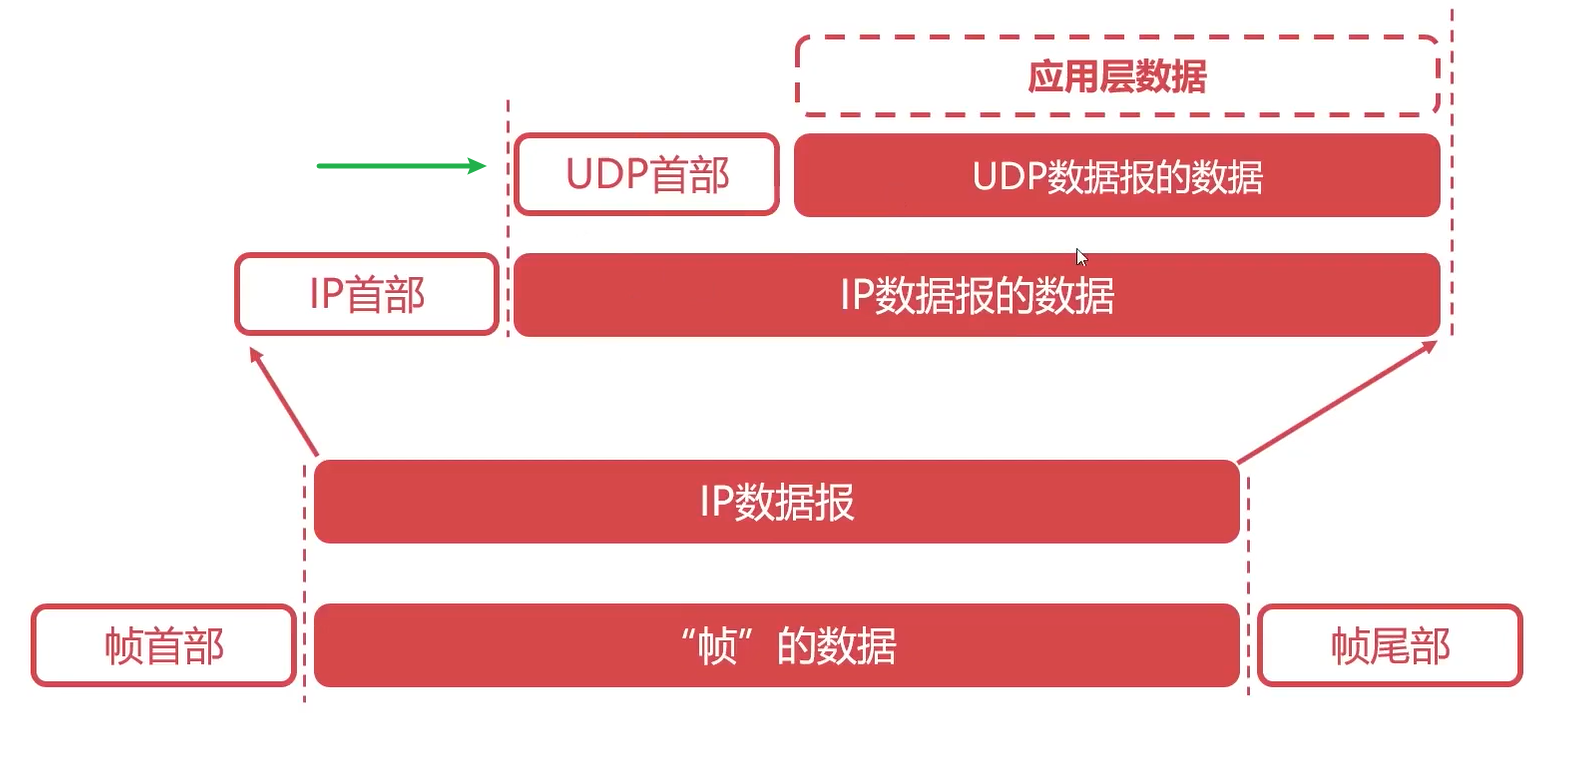 应用层数据
UDP首部
UDP数据报的数据
IP首部
IP数据报的数据
IP数据报
帧首部
“帧”的数据
帧尾部